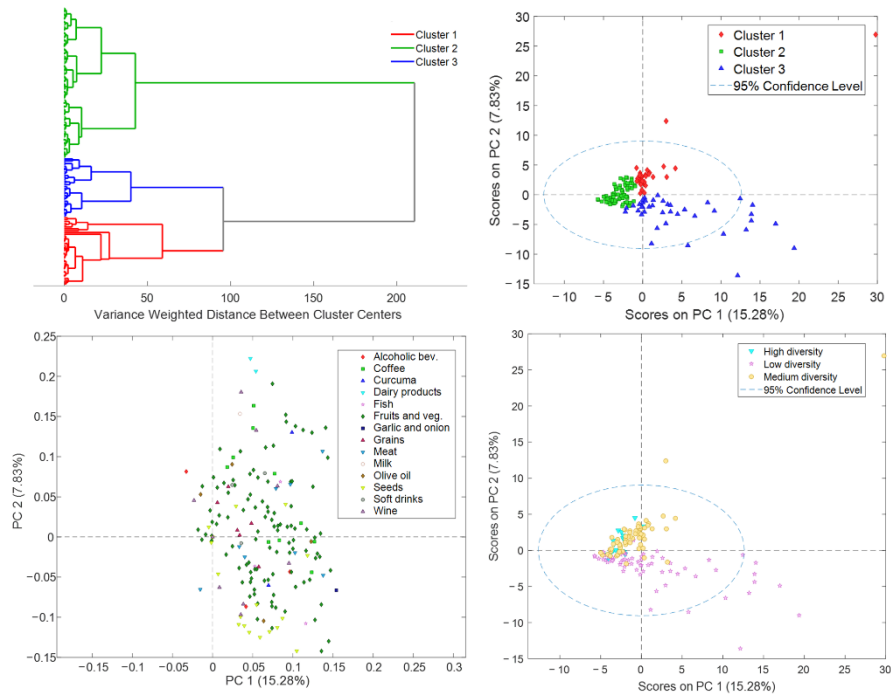 Cluster 1
Cluster 2
Cluster 3
0 50 100 150 200
Variance Weighted Distance Between Cluster Centers
30
25
20
15
10
5
0
−5
−10
−15
Scores on PC 2 (7.83%)
Cluster 1
Cluster 2
Cluster 3
95% Confidence Level
−10 −5 0 5 10 15 20 25 30
Scores on PC 1 (15.28%)
0.25
0.2
0.15
0.1
0.05
0
−0.05
−0.1
−0.15
PC 2 (7.83%)
Alcoholic bev.
Coffee
Curcuma
Dairy products
Fish
Fruits and veg.
Garlic and onion
Grains
Meat
Milk
Olive oil
Seeds
Soft drinks
Wine
−0.15 −0.1 −0.05 0 0.05 0.1 0.15 0.2 0.25 0.3
PC 1 (15.28%)
30
25
20
15
10
5
0
−5
−10
−15
Scores on PC 2 (7.83%)
High diversity
Low diversity
Medium diversity
95% Confidence Level
−10 −5 0 5 10 15 20 25 30
Scores on PC 1 (15.28%)